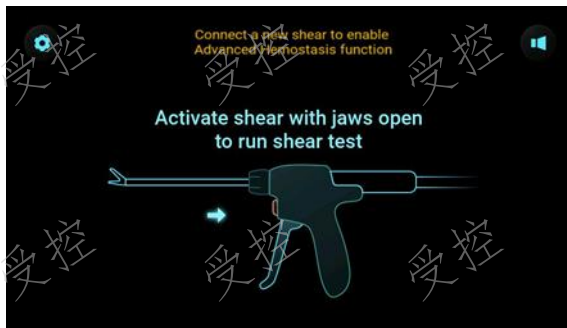 Connect a new shear to enable
Advanced Hemostasis function
Activate shear with jaws open
to run shear test
受控
受控
受控
受控
受控
受控